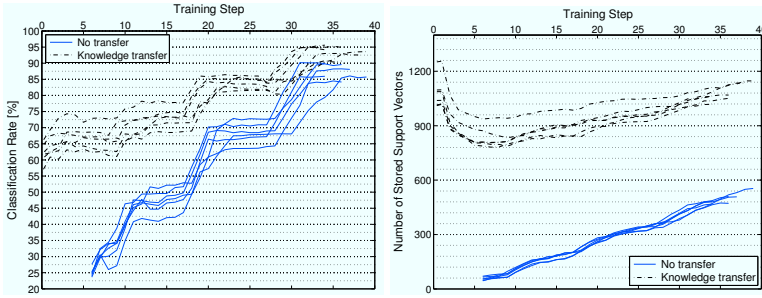 Training Step
0 5 10 15 20 25 30 35 40
100
95
90
85
80
75
70
65
60
55
50
45
40
35
30
25
20
Classification Rate [%]
No transfer
Knowledge transfer
Training Step
0 5 10 15 20 25 30 35 40
1200
900
600
300
0
Number of Stored Support Vectors
No transfer
Knowledge transfer